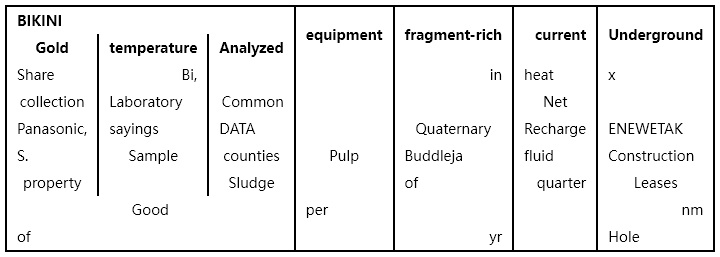 BIKINI
equipment fragment-rich current Underground
Gold temperature Analyzed
Share Bi, in heat x
collection Laboratory Common Net
Panasonic, sayings DATA Quaternary Recharge ENEWETAK
S. Sample counties Pulp Buddleja fluid Construction
property Sludge of quarter Leases
Good per nm
of yr Hole